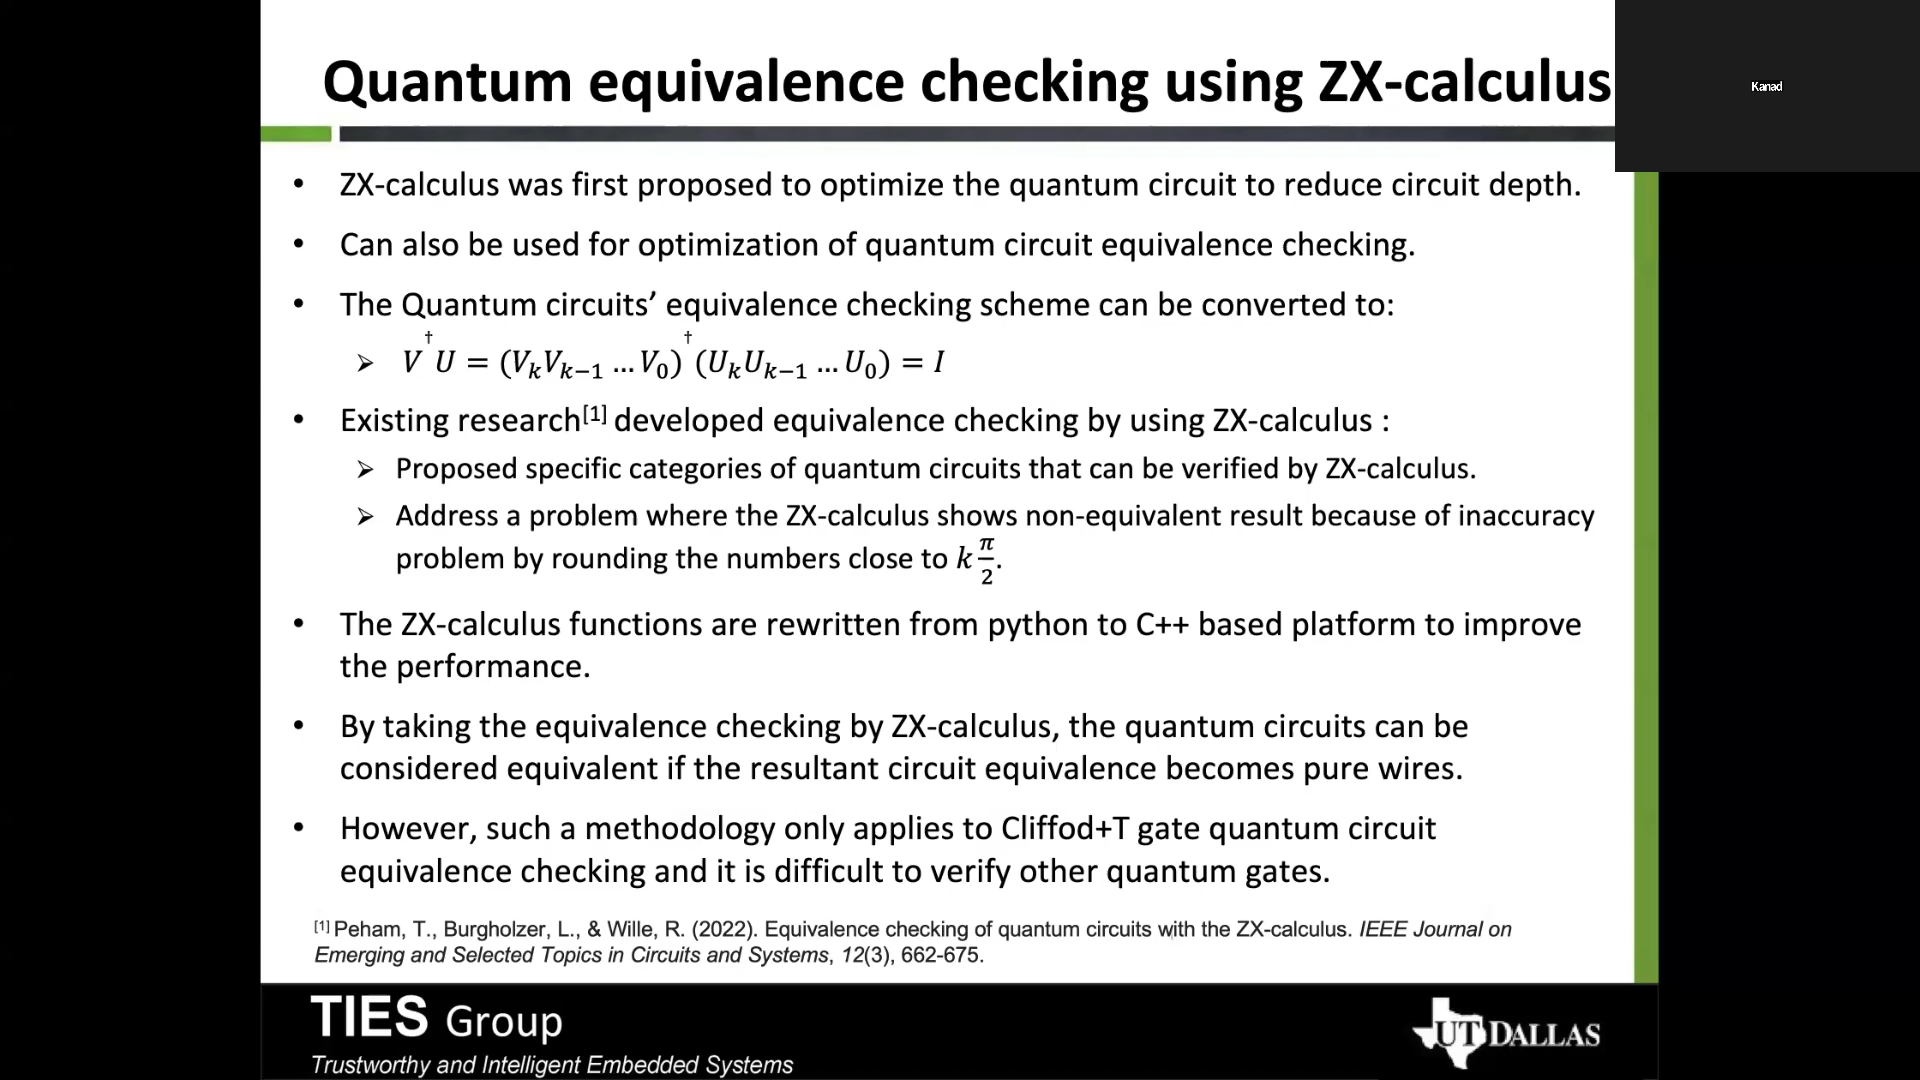 Quantum equivalence checking using ZX-calculus
Kanad
• ZX-calculus was first proposed to optimize the quantum circuit to reduce circuit depth.
• Can also be used for optimization of quantum circuit equivalence checking.
• The Quantum circuits’ equivalence checking scheme can be converted to:
➢ V†U = (VₖVₖ₋₁ …V₀)†(UₖUₖ₋₁ …U₀) = I
• Existing research[1] developed equivalence checking by using ZX-calculus :
➢ Proposed specific categories of quantum circuits that can be verified by ZX-calculus.
➢ Address a problem where the ZX-calculus shows non-equivalent result because of inaccuracy
problem by rounding the numbers close to k π/2.
• The ZX-calculus functions are rewritten from python to C++ based platform to improve
the performance.
• By taking the equivalence checking by ZX-calculus, the quantum circuits can be
considered equivalent if the resultant circuit equivalence becomes pure wires.
• However, such a methodology only applies to Cliffod+T gate quantum circuit
equivalence checking and it is difficult to verify other quantum gates.
[1] Peham, T., Burgholzer, L., & Wille, R. (2022). Equivalence checking of quantum circuits with the ZX-calculus. IEEE Journal on
Emerging and Selected Topics in Circuits and Systems, 12(3), 662-675.
TIES Group
Trustworthy and Intelligent Embedded Systems
UT DALLAS